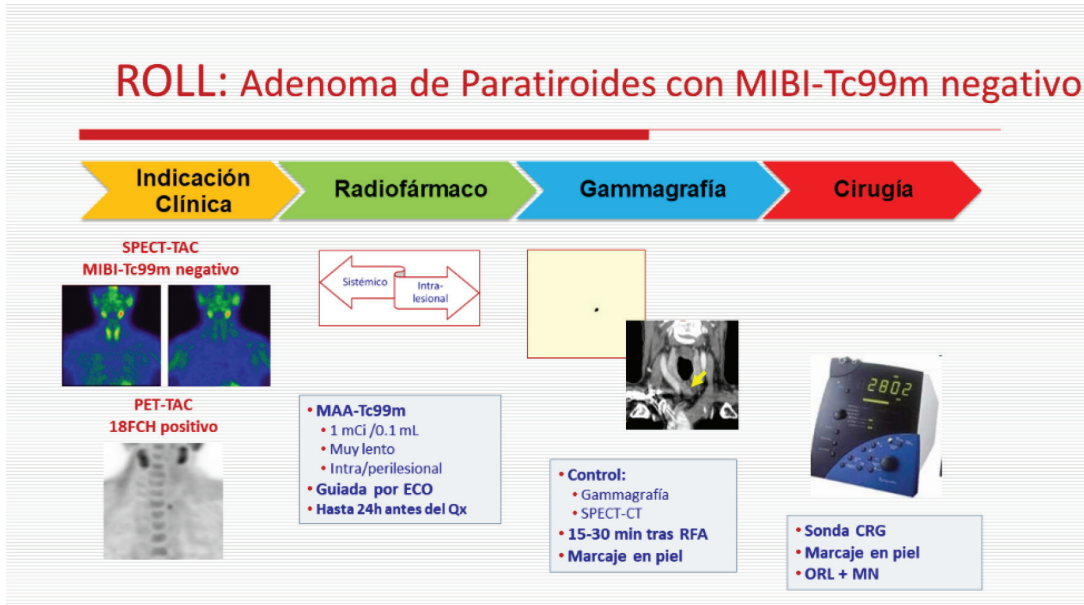 ROLL: Adenoma de Paratiroides con MIBI-Tc99m negativo
Indicación
Clínica
Radiofármaco
Gammagrafía
Cirugía
SPECT-TAC
MIBI-Tc99m negativo
PET-TAC
18FCH positivo
Sistémico
Intra-
lesional
• MAA-Tc99m
• 1 mCi /0.1 mL
• Muy lento
• Intra/perilesional
• Guiada por ECO
• Hasta 24h antes del Qx
• Control:
• Gammagrafía
• SPECT-CT
• 15-30 min tras RFA
• Marcaje en piel
2802
• Sonda CRG
• Marcaje en piel
• ORL + MN